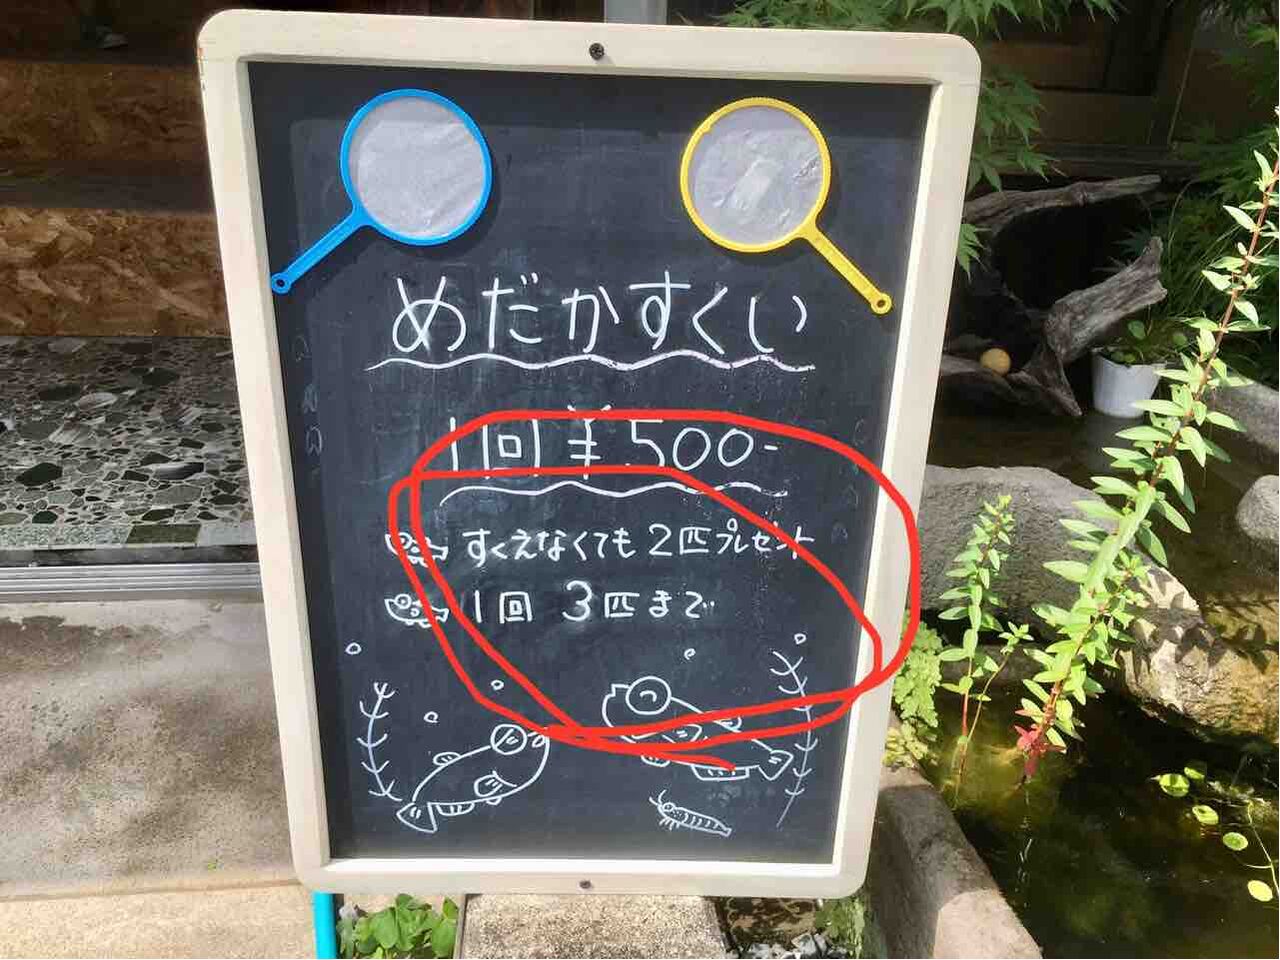 めだかすくい
1回 ¥500-
すくえなくても2匹プレゼント
1回 3匹まで